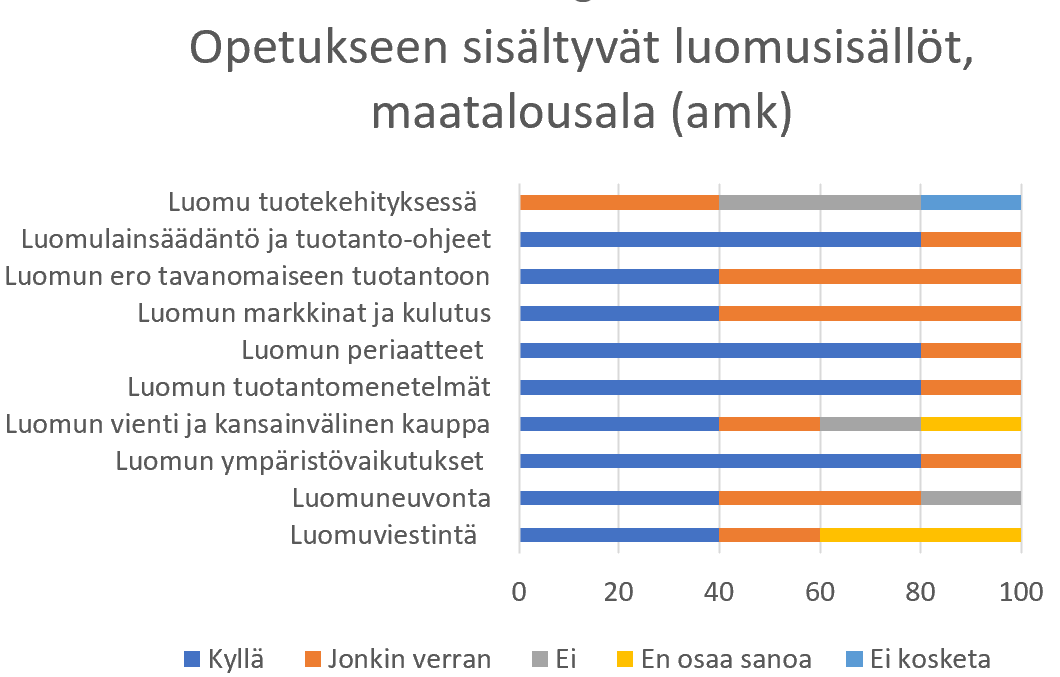 Opetukseen sisältyvät luomusisällöt,
maatalousala (amk)
Luomu tuotekehityksessä
Luomulainsäädäntö ja tuotanto-ohjeet
Luomun ero tavanomaiseen tuotantoon
Luomun markkinat ja kulutus
Luomun periaatteet
Luomun tuotantomenetelmät
Luomun vienti ja kansainvälinen kauppa
Luomun ympäristövaikutukset
Luomuneuvonta
Luomuviestintä
0 20 40 60 80 100
Kyllä Jonkin verran Ei En osaa sanoa Ei kosketa